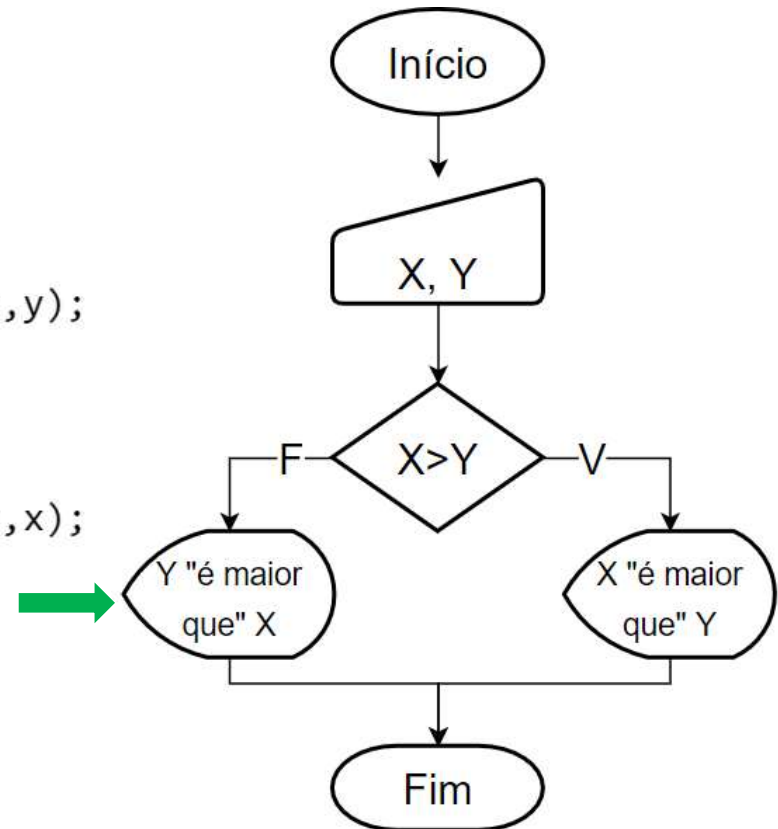 Início
X, Y
,y);
X>Y
F
V
,x);
Y "é maior
que" X
X "é maior
que" Y
Fim